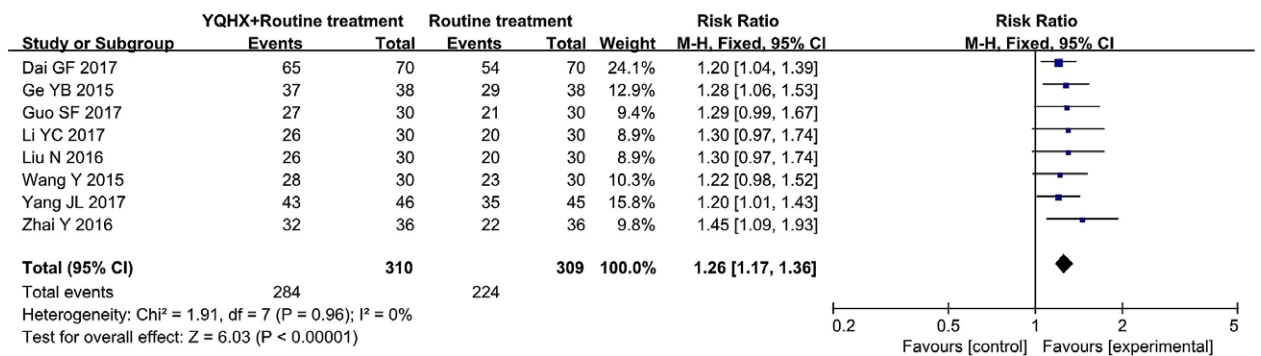 YQHX+Routine treatment Routine treatment Risk Ratio Risk Ratio
Study or Subgroup Events Total Events Total Weight M-H, Fixed, 95% CI M-H, Fixed, 95% CI
Dai GF 2017 65 70 54 70 24.1% 1.20 [1.04, 1.39]
Ge YB 2015 37 38 29 38 12.9% 1.28 [1.06, 1.53]
Guo SF 2017 27 30 21 30 9.4% 1.29 [0.99, 1.67]
Li YC 2017 26 30 20 30 8.9% 1.30 [0.97, 1.74]
Liu N 2016 26 30 20 30 8.9% 1.30 [0.97, 1.74]
Wang Y 2015 28 30 23 30 10.3% 1.22 [0.98, 1.52]
Yang JL 2017 43 46 35 45 15.8% 1.20 [1.01, 1.43]
Zhai Y 2016 32 36 22 36 9.8% 1.45 [1.09, 1.93]
Total (95% CI) 310 309 100.0% 1.26 [1.17, 1.36]
Total events 284 224
Heterogeneity: Chi² = 1.91, df = 7 (P = 0.96); I² = 0%
Test for overall effect: Z = 6.03 (P < 0.00001)
0.2 0.5 1 2 5
Favours [control] Favours [experimental]